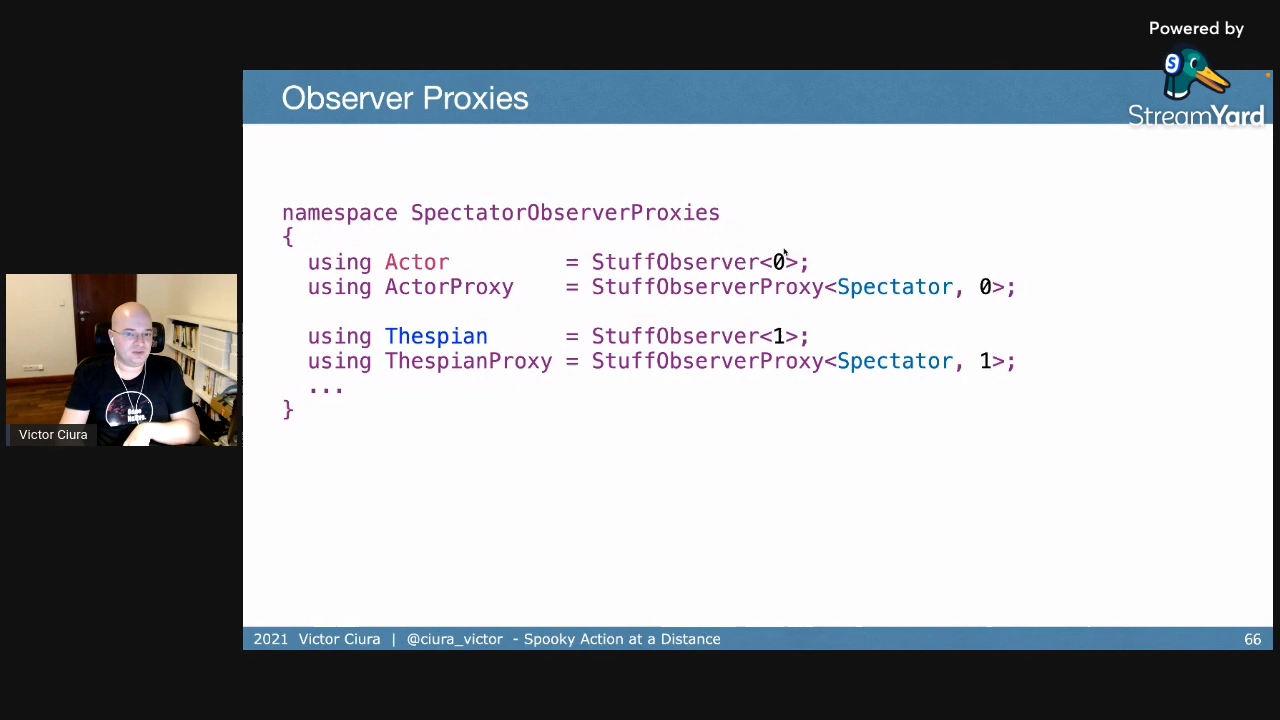 Powered by
S
StreamYard
Observer Proxies
namespace SpectatorObserverProxies
{
  using Actor         = StuffObserver<0>;
  using ActorProxy    = StuffObserverProxy<Spectator, 0>;
  using Thespian      = StuffObserver<1>;
  using ThespianProxy = StuffObserverProxy<Spectator, 1>;
  ...
}
Victor Ciura
2021 Victor Ciura | @ciura_victor - Spooky Action at a Distance
66